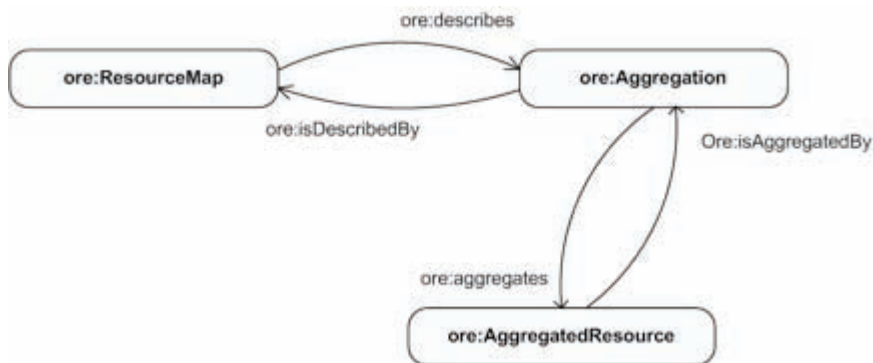 ore:describes
ore:ResourceMap
ore:Aggregation
ore:isDescribedBy
Ore:isAggregatedBy
ore:aggregates
ore:AggregatedResource